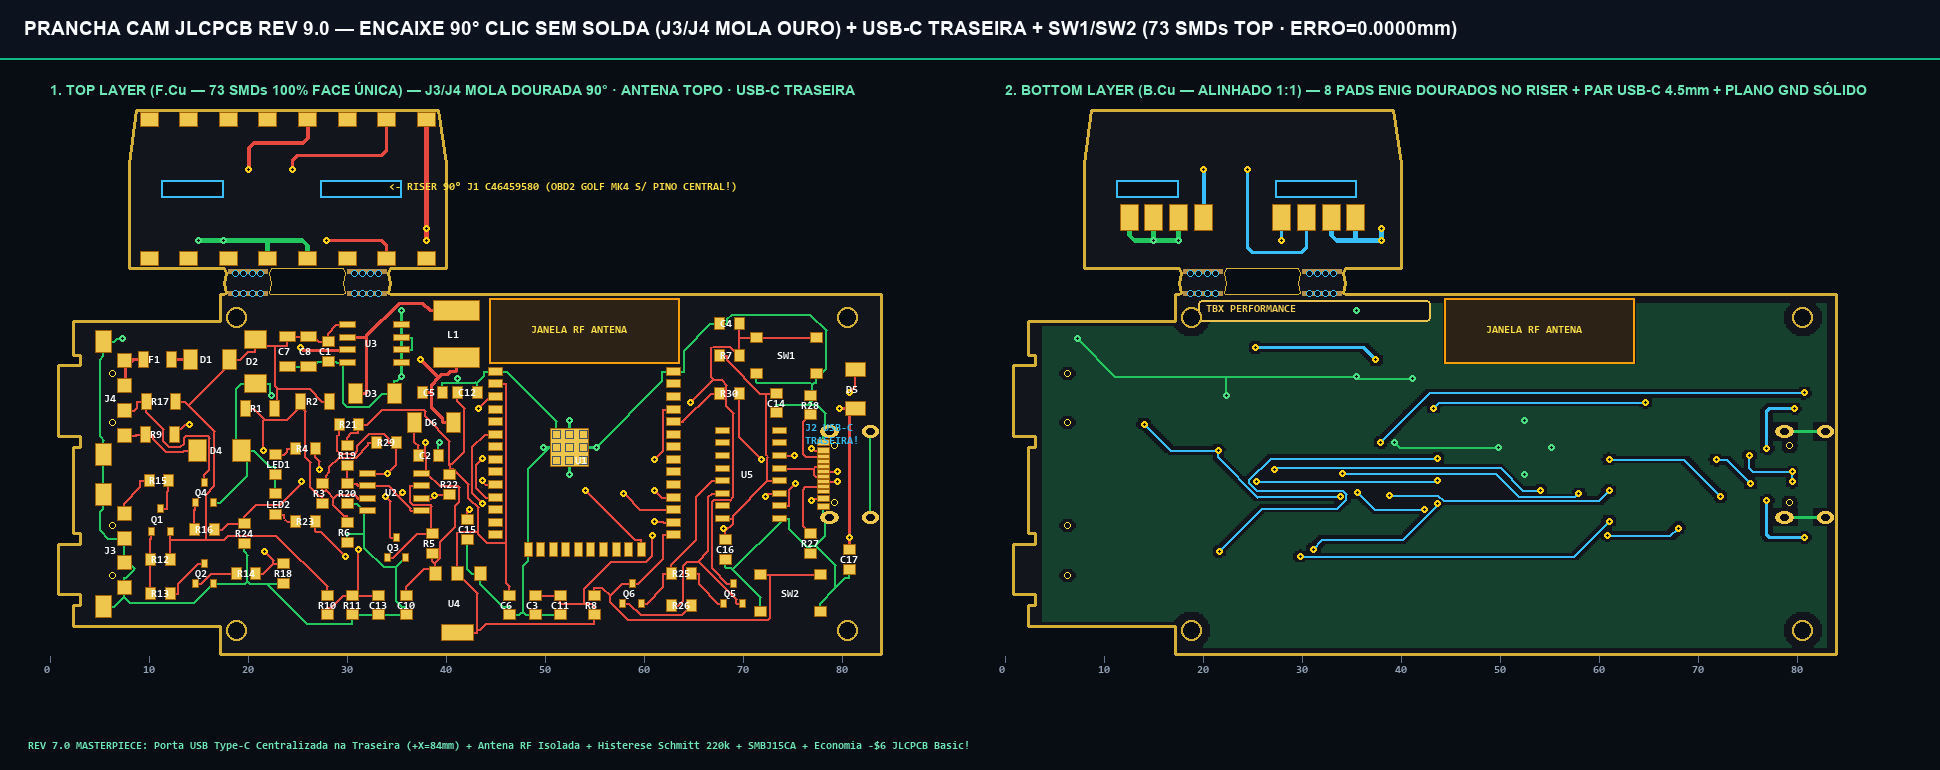 PRANCHA CAM JLCPCB REV 9.0 — ENCAIXE 90° CLIC SEM SOLDA (J3/J4 MOLA OURO) + USB-C TRASEIRA + SW1/SW2 (73 SMDs TOP · ERRO=0.0000mm)
1. TOP LAYER (F.Cu — 73 SMDs 100% FACE ÚNICA) — J3/J4 MOLA DOURADA 90° · ANTENA TOPO · USB-C TRASEIRA
2. BOTTOM LAYER (B.Cu — ALINHADO 1:1) — 8 PADS ENIG DOURADOS NO RISER + PAR USB-C 4.5mm + PLANO GND SÓLIDO
<- RISER 90° J1 C46459580 (OBD2 GOLF MK4 S/ PINO CENTRAL!)
TBX PERFORMANCE
JANELA RF ANTENA
JANELA RF ANTENA
L1
C4
U3
C7 C8 C1
F1 D1 D2
R7 SW1
D3 C5 C12 R30 D5
J4 R17 R1 R2 C14 R28
R21 D6
J2 USB-C
TRASEIRA!
R9 R29
D4 R4 R19 C2
LED1 U1
R15 U5
Q4 R3 R20 U2 R22
LED2
Q1 R16 R23
R24 R6 C15
J3 Q3 R5 C16 R27
R12 C17
Q2 R14 R18 R25
R13 Q6 Q5 SW2
R10 R11 C13 C10 U4 C6 C3 C11 R8 R26
0 10 20 30 40 50 60 70 80
0 10 20 30 40 50 60 70 80
REV 7.0 MASTERPIECE: Porta USB Type-C Centralizada na Traseira (+X=84mm) + Antena RF Isolada + Histerese Schmitt 220k + SMBJ15CA + Economia -$6 JLCPCB Basic!